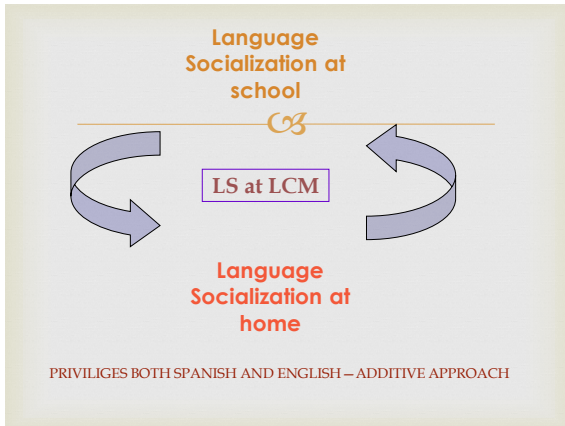 Language
Socialization at
school
LS at LCM
Language
Socialization at
home
PRIVILIGES BOTH SPANISH AND ENGLISH – ADDITIVE APPROACH